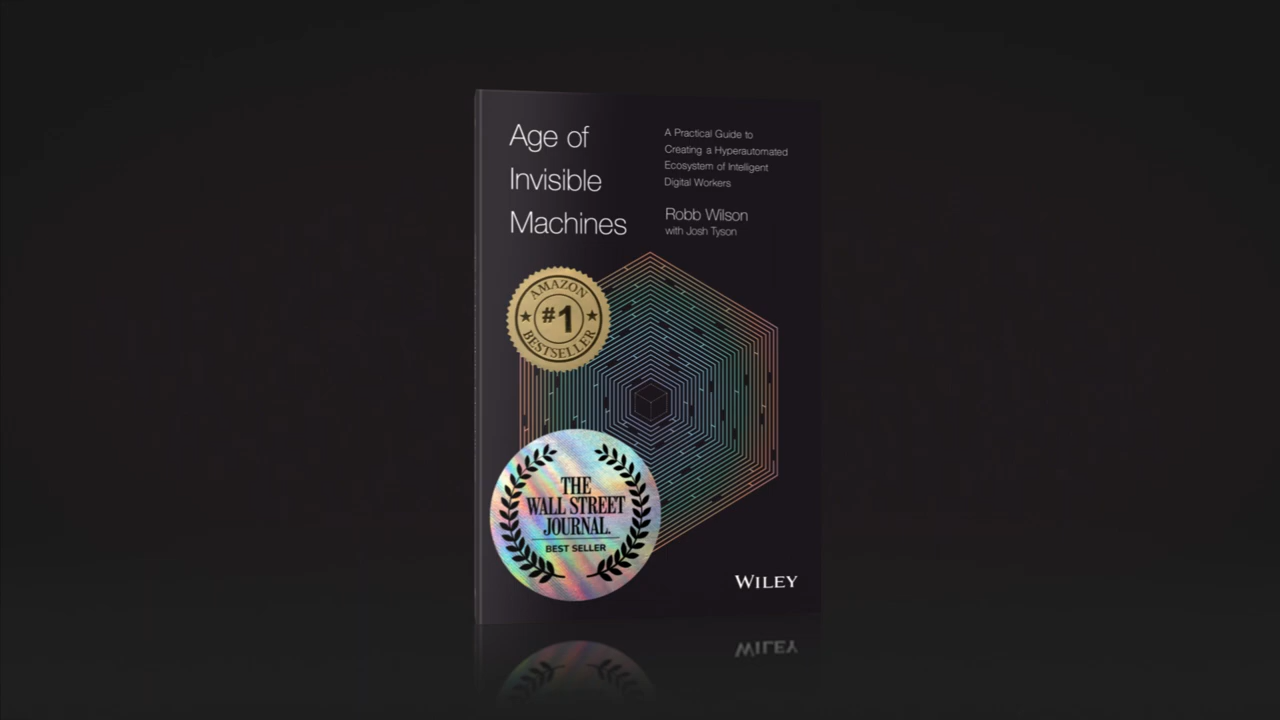 Age of
Invisible
Machines
A Practical Guide to
Creating a Hyperautomated
Ecosystem of Intelligent
Digital Workers
Robb Wilson
with Josh Tyson
AMAZON
#1
BESTSELLER
THE
WALL STREET
JOURNAL.
BEST SELLER
WILEY
WILEY